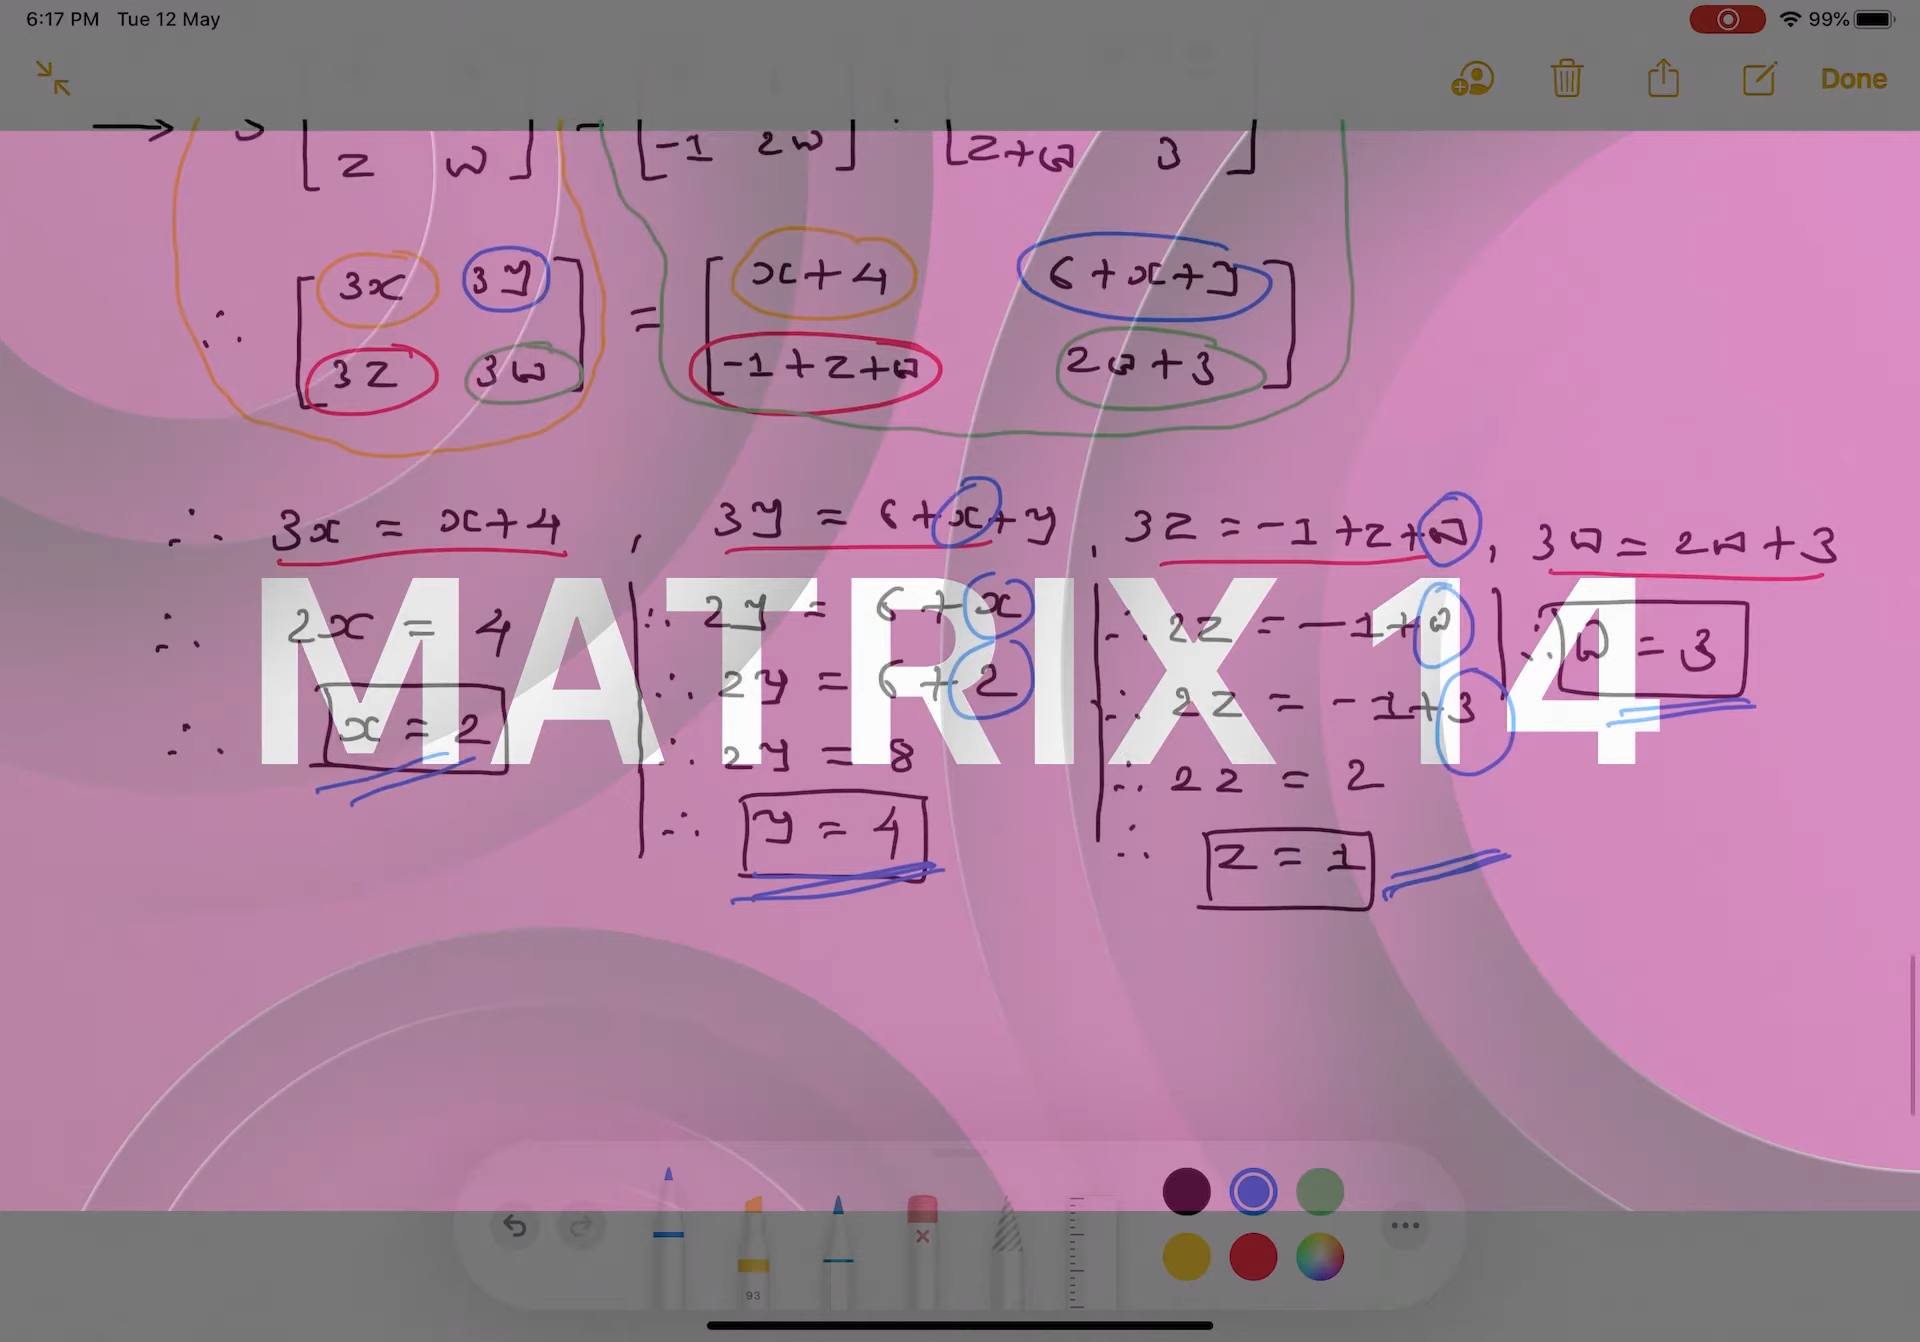 6:17 PM Tue 12 May 99%
Done
→ 3 [ z w ] = [ -1 2w ] [ z+w 3 ]
∴ [ 3x 3y ] = [ x+4 6+x+y ]
[ 3z 3w ] [ -1+z+w 2w+3 ]
∴ 3x = x+4 , 3y = 6+x+y , 3z = -1+z+w , 3w = 2w+3
∴ 2x = 4 ∴ 2y = 6+x ∴ 2z = -1+w ∴ w = 3
MATRIX 14
∴ x = 2 ∴ 2y = 6+2 ∴ 2z = -1+3
∴ 2y = 8 ∴ 2z = 2
∴ y = 4 ∴ z = 1
93